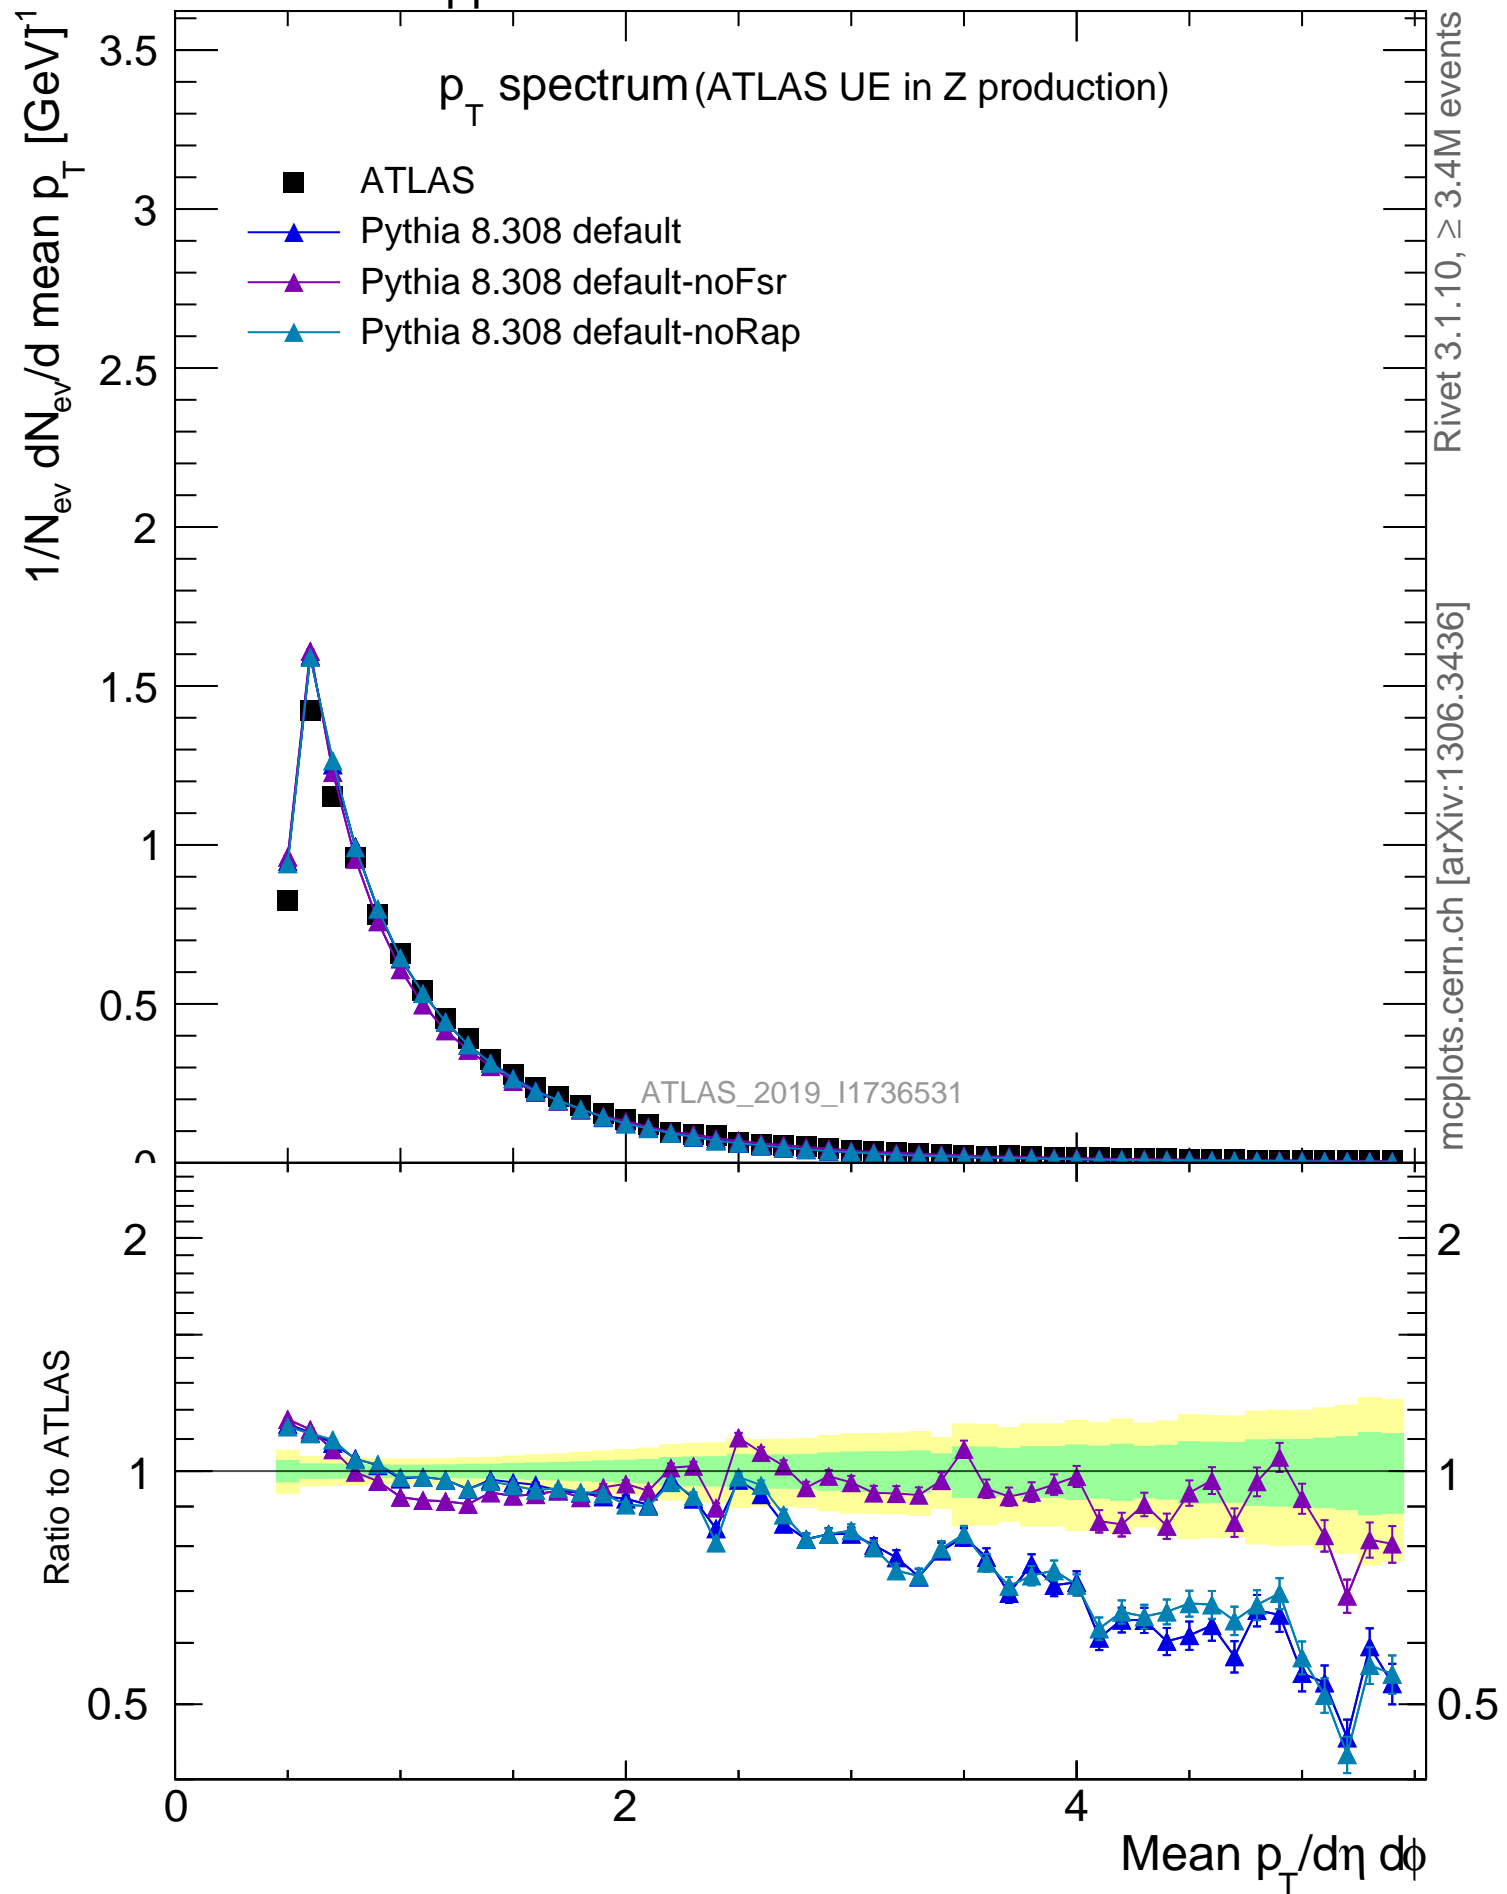 p_T spectrum (ATLAS UE in Z production)
ATLAS
Pythia 8.308 default
Pythia 8.308 default-noFsr
Pythia 8.308 default-noRap
1/N_ev dN_ev/d mean p_T [GeV]^-1
3.5
3
2.5
2
1.5
1
0.5
0
ATLAS_2019_I1736531
Rivet 3.1.10, ≥ 3.4M events
mcplots.cern.ch [arXiv:1306.3436]
Ratio to ATLAS
2
1
0.5
2
1
0.5
0
2
4
Mean p_T/dη dϕ